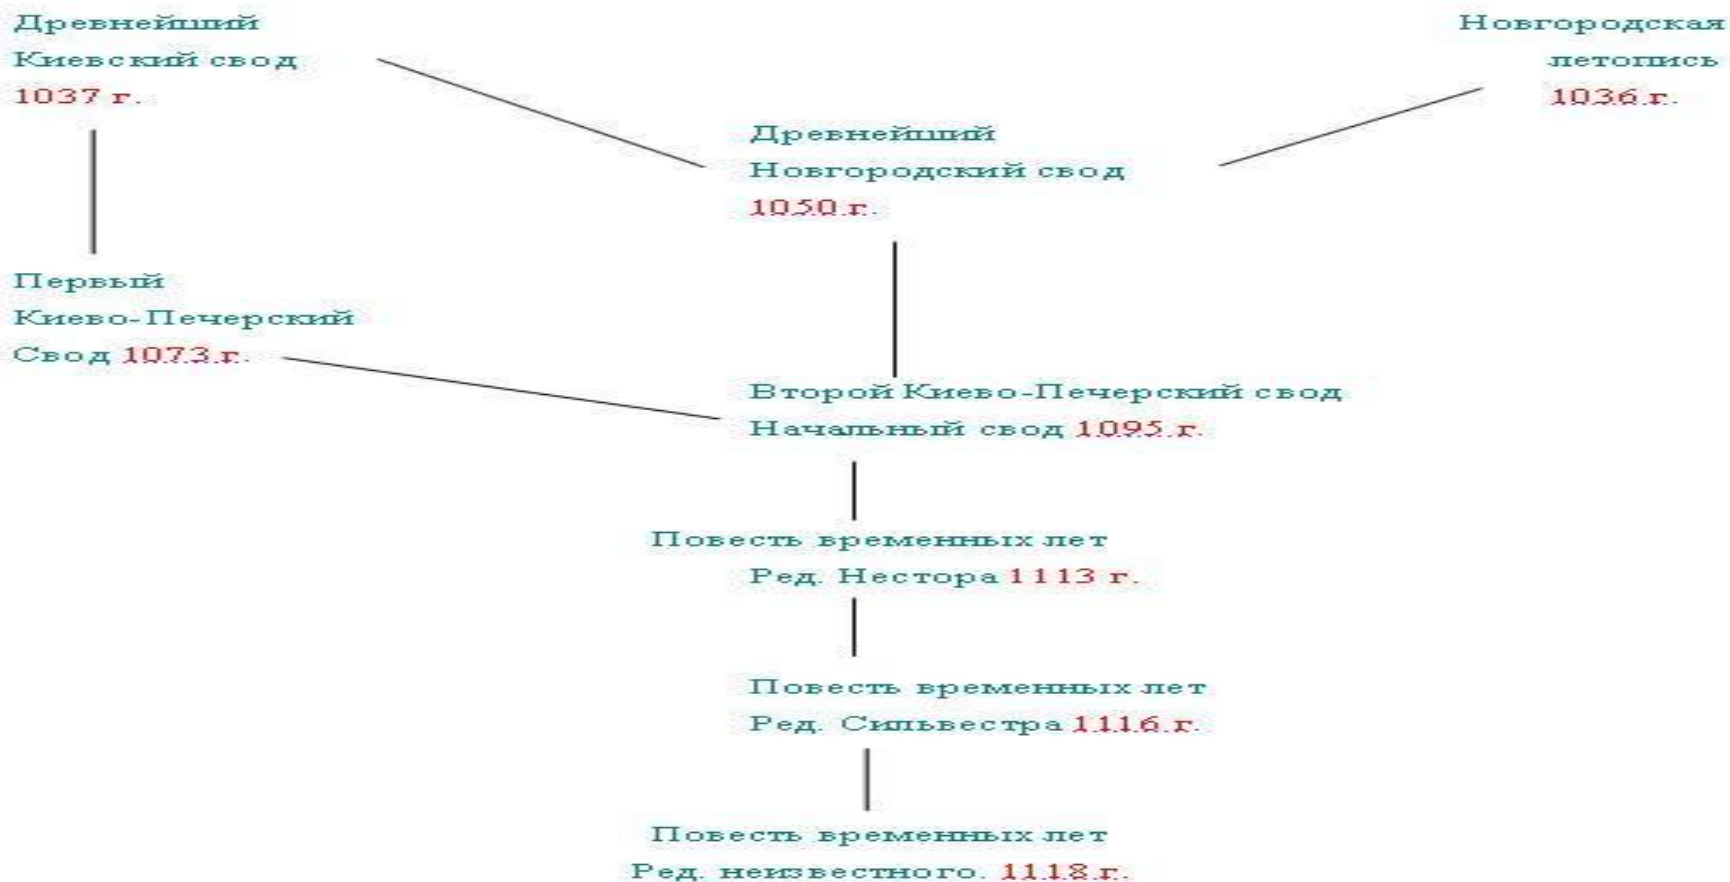 Древнейший
Киевский свод
1037 г.
Новгородская
летопись
1036 г.
Древнейший
Новгородский свод
1050 г.
Первый
Киево-Печерский
Свод 1073 г.
Второй Киево-Печерский свод
Начальный свод 1095 г.
Повесть временных лет
Ред. Нестора 1113 г.
Повесть временных лет
Ред. Сильвестра 1116 г.
Повесть временных лет
Ред. неизвестного. 1118 г.